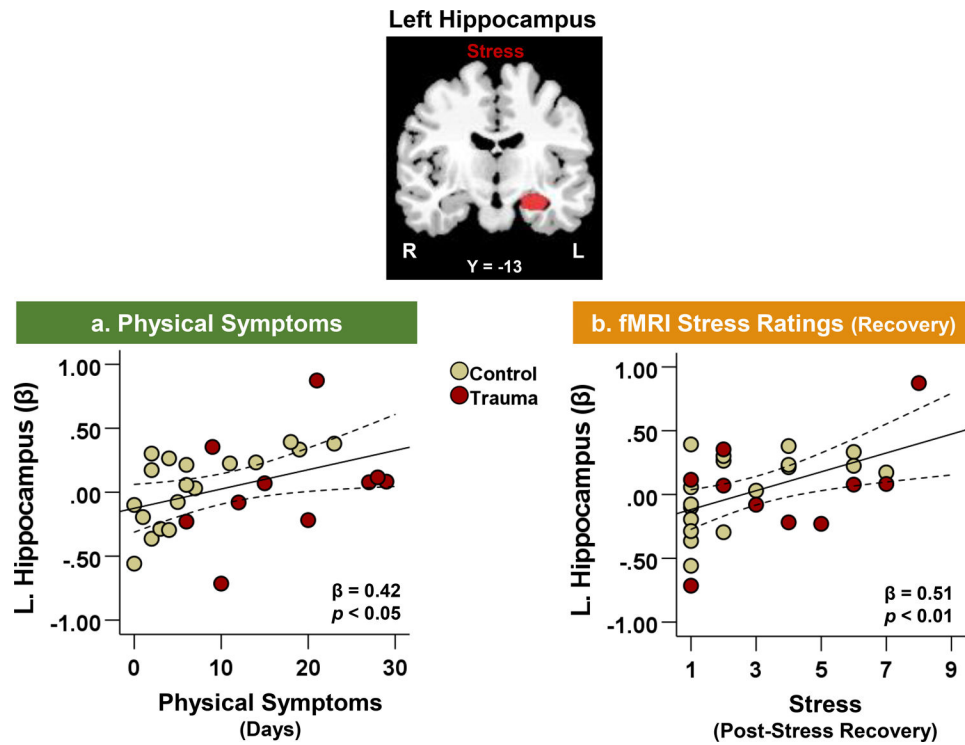 Left Hippocampus
Stress
R
L
Y = -13
a. Physical Symptoms
L. Hippocampus (β)
1.00
.50
.00
-.50
-1.00
β = 0.42
p < 0.05
0
10
20
30
Physical Symptoms
(Days)
Control
Trauma
b. fMRI Stress Ratings (Recovery)
L. Hippocampus (β)
1.00
.50
.00
-.50
-1.00
β = 0.51
p < 0.01
1
3
5
7
9
Stress
(Post-Stress Recovery)